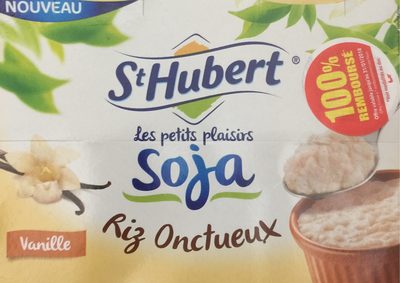 NOUVEAU
St Hubert®
100%
REMBOURSÉ
Les petits plaisirs
Soja
Riz Onctueux
Vanille